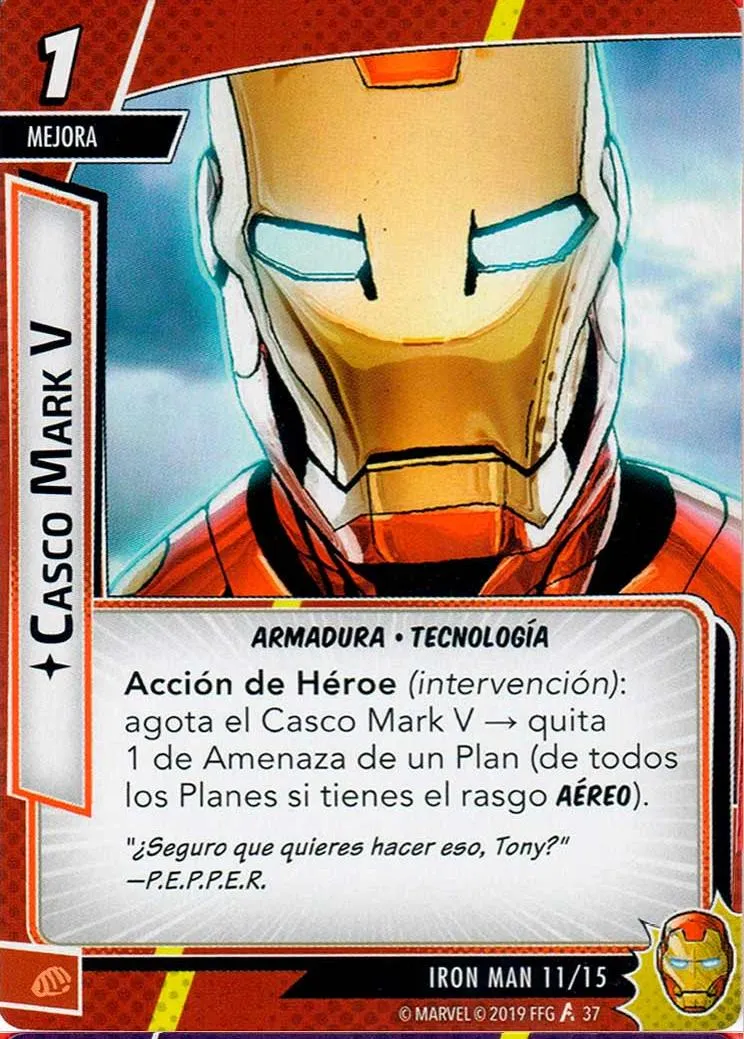 1
MEJORA
CASCO MARK V
ARMADURA • TECNOLOGÍA
Acción de Héroe (intervención):
agota el Casco Mark V → quita
1 de Amenaza de un Plan (de todos
los Planes si tienes el rasgo AÉREO).
"¿Seguro que quieres hacer eso, Tony?"
—P.E.P.P.E.R.
IRON MAN 11/15
© MARVEL © 2019 FFG 37